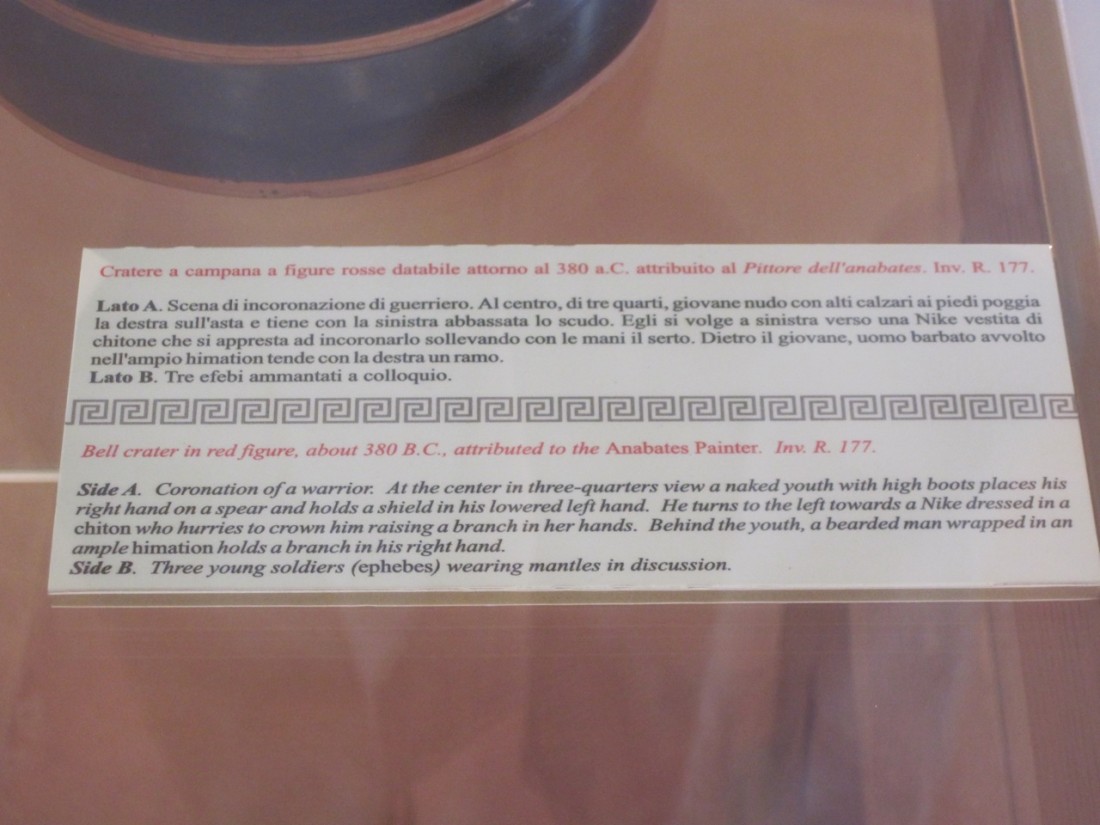 Cratere a campana a figure rosse databile attorno al 380 a.C. attribuito al Pittore dell'anabates. Inv. R. 177.
Lato A. Scena di incoronazione di guerriero. Al centro, di tre quarti, giovane nudo con alti calzari ai piedi poggia
la destra sull'asta e tiene con la sinistra abbassata lo scudo. Egli si volge a sinistra verso una Nike vestita di
chitone che si appresta ad incoronarlo sollevando con le mani il serto. Dietro il giovane, uomo barbato avvolto
nell'ampio himation tende con la destra un ramo.
Lato B. Tre efebi ammantati a colloquio.
Bell crater in red figure, about 380 B.C., attributed to the Anabates Painter. Inv. R. 177.
Side A. Coronation of a warrior. At the center in three-quarters view a naked youth with high boots places his
right hand on a spear and holds a shield in his lowered left hand. He turns to the left towards a Nike dressed in a
chiton who hurries to crown him raising a branch in her hands. Behind the youth, a bearded man wrapped in an
ample himation holds a branch in his right hand.
Side B. Three young soldiers (ephebes) wearing mantles in discussion.